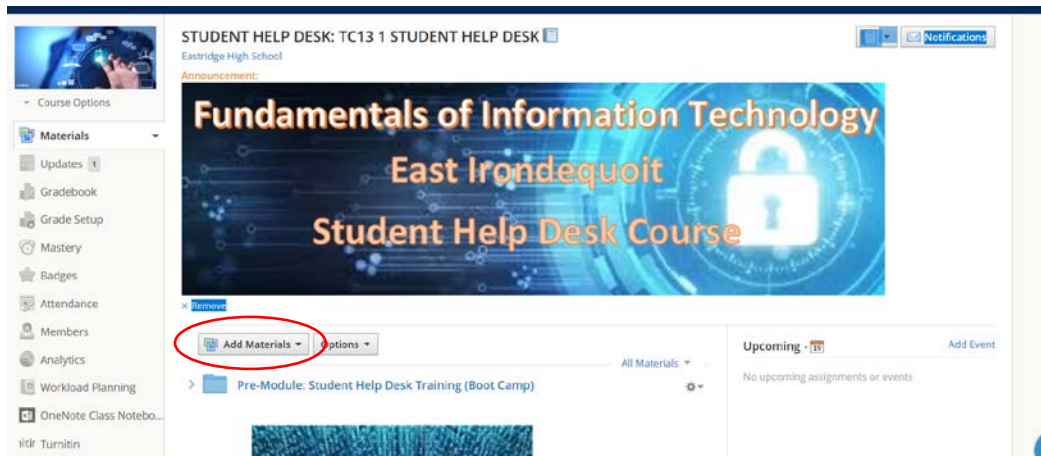 STUDENT HELP DESK: TC13 1 STUDENT HELP DESK
Eastridge High School
Announcement:
Notifications
Fundamentals of Information Technology
East Irondequoit
Student Help Desk Course
× Remove
Course Options
Materials
Updates 1
Gradebook
Grade Setup
Mastery
Badges
Attendance
Members
Analytics
Workload Planning
OneNote Class Notebo...
Turnitin
Add Materials
Options
All Materials
Pre-Module: Student Help Desk Training (Boot Camp)
Upcoming · 19
Add Event
No upcoming assignments or events